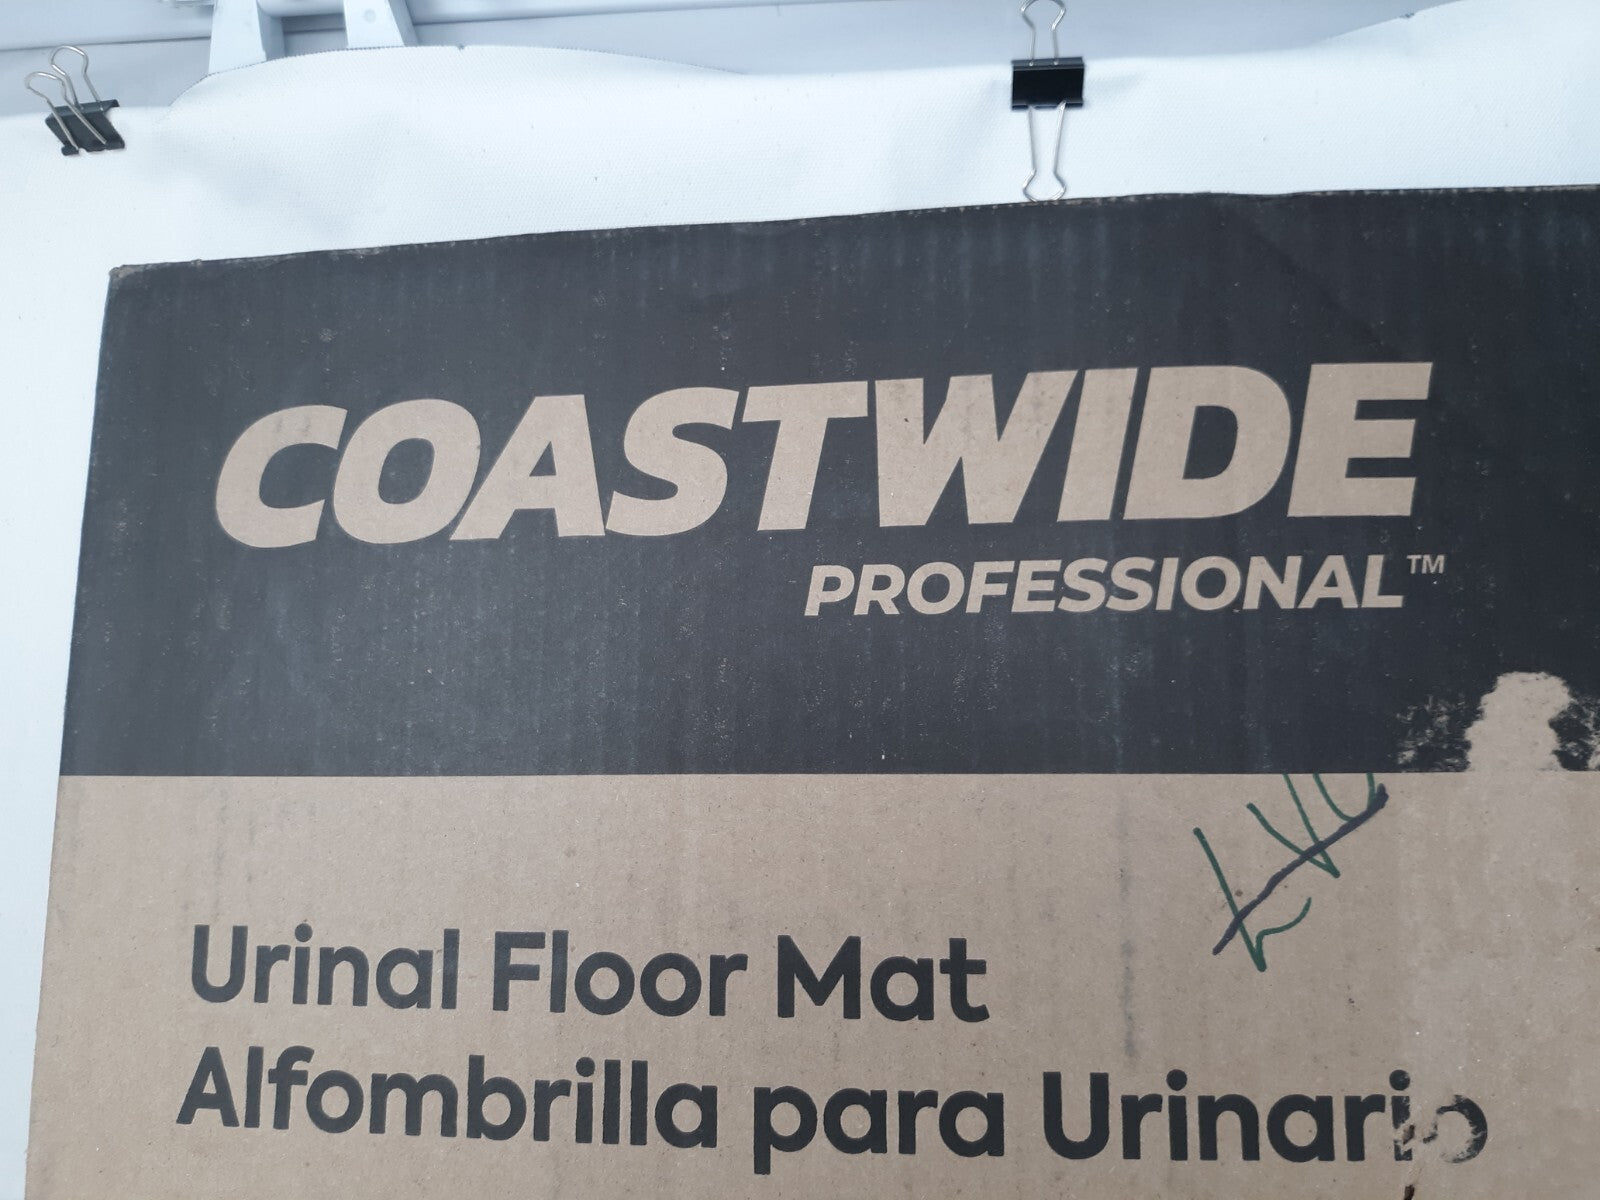 COASTWIDE
PROFESSIONAL™
Urinal Floor Mat
Alfombrilla para Urinario